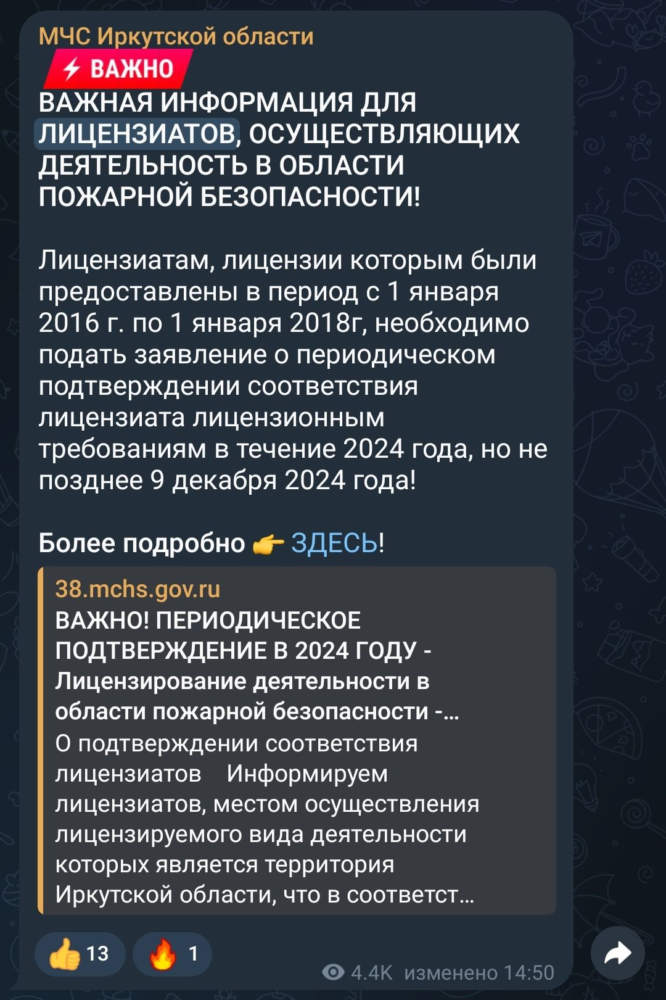 МЧС Иркутской области
⚡ ВАЖНО
ВАЖНАЯ ИНФОРМАЦИЯ ДЛЯ
ЛИЦЕНЗИАТОВ, ОСУЩЕСТВЛЯЮЩИХ
ДЕЯТЕЛЬНОСТЬ В ОБЛАСТИ
ПОЖАРНОЙ БЕЗОПАСНОСТИ!
Лицензиатам, лицензии которым были
предоставлены в период с 1 января
2016 г. по 1 января 2018г, необходимо
подать заявление о периодическом
подтверждении соответствия
лицензиата лицензионным
требованиям в течение 2024 года, но не
позднее 9 декабря 2024 года!
Более подробно 👉 ЗДЕСЬ!
38.mchs.gov.ru
ВАЖНО! ПЕРИОДИЧЕСКОЕ
ПОДТВЕРЖДЕНИЕ В 2024 ГОДУ -
Лицензирование деятельности в
области пожарной безопасности -...
О подтверждении соответствия
лицензиатов    Информируем
лицензиатов, местом осуществления
лицензируемого вида деятельности
которых является территория
Иркутской области, что в соответст...
👍 13 🔥 1
4.4K изменено 14:50